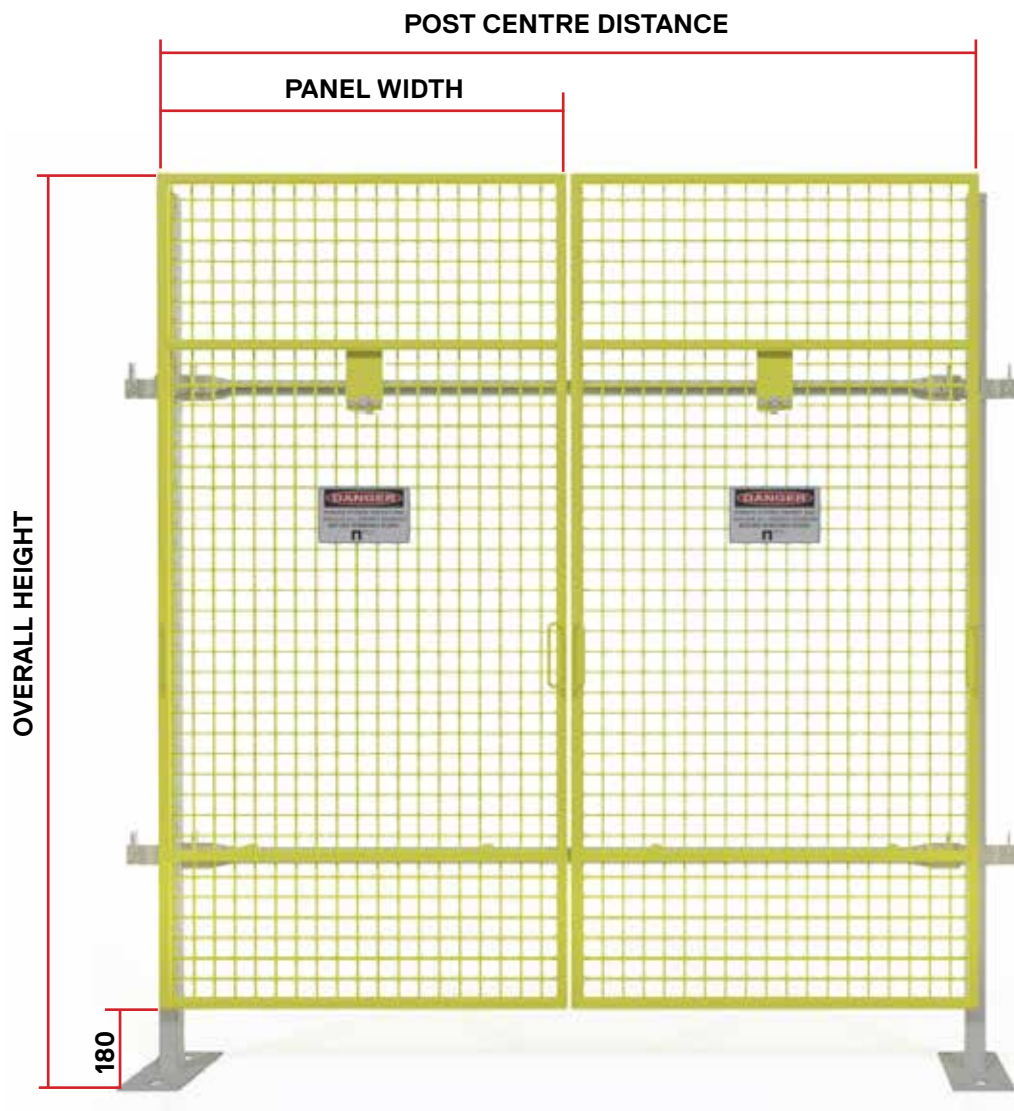 POST CENTRE DISTANCE
PANEL WIDTH
OVERALL HEIGHT
DANGER
DANGER
180